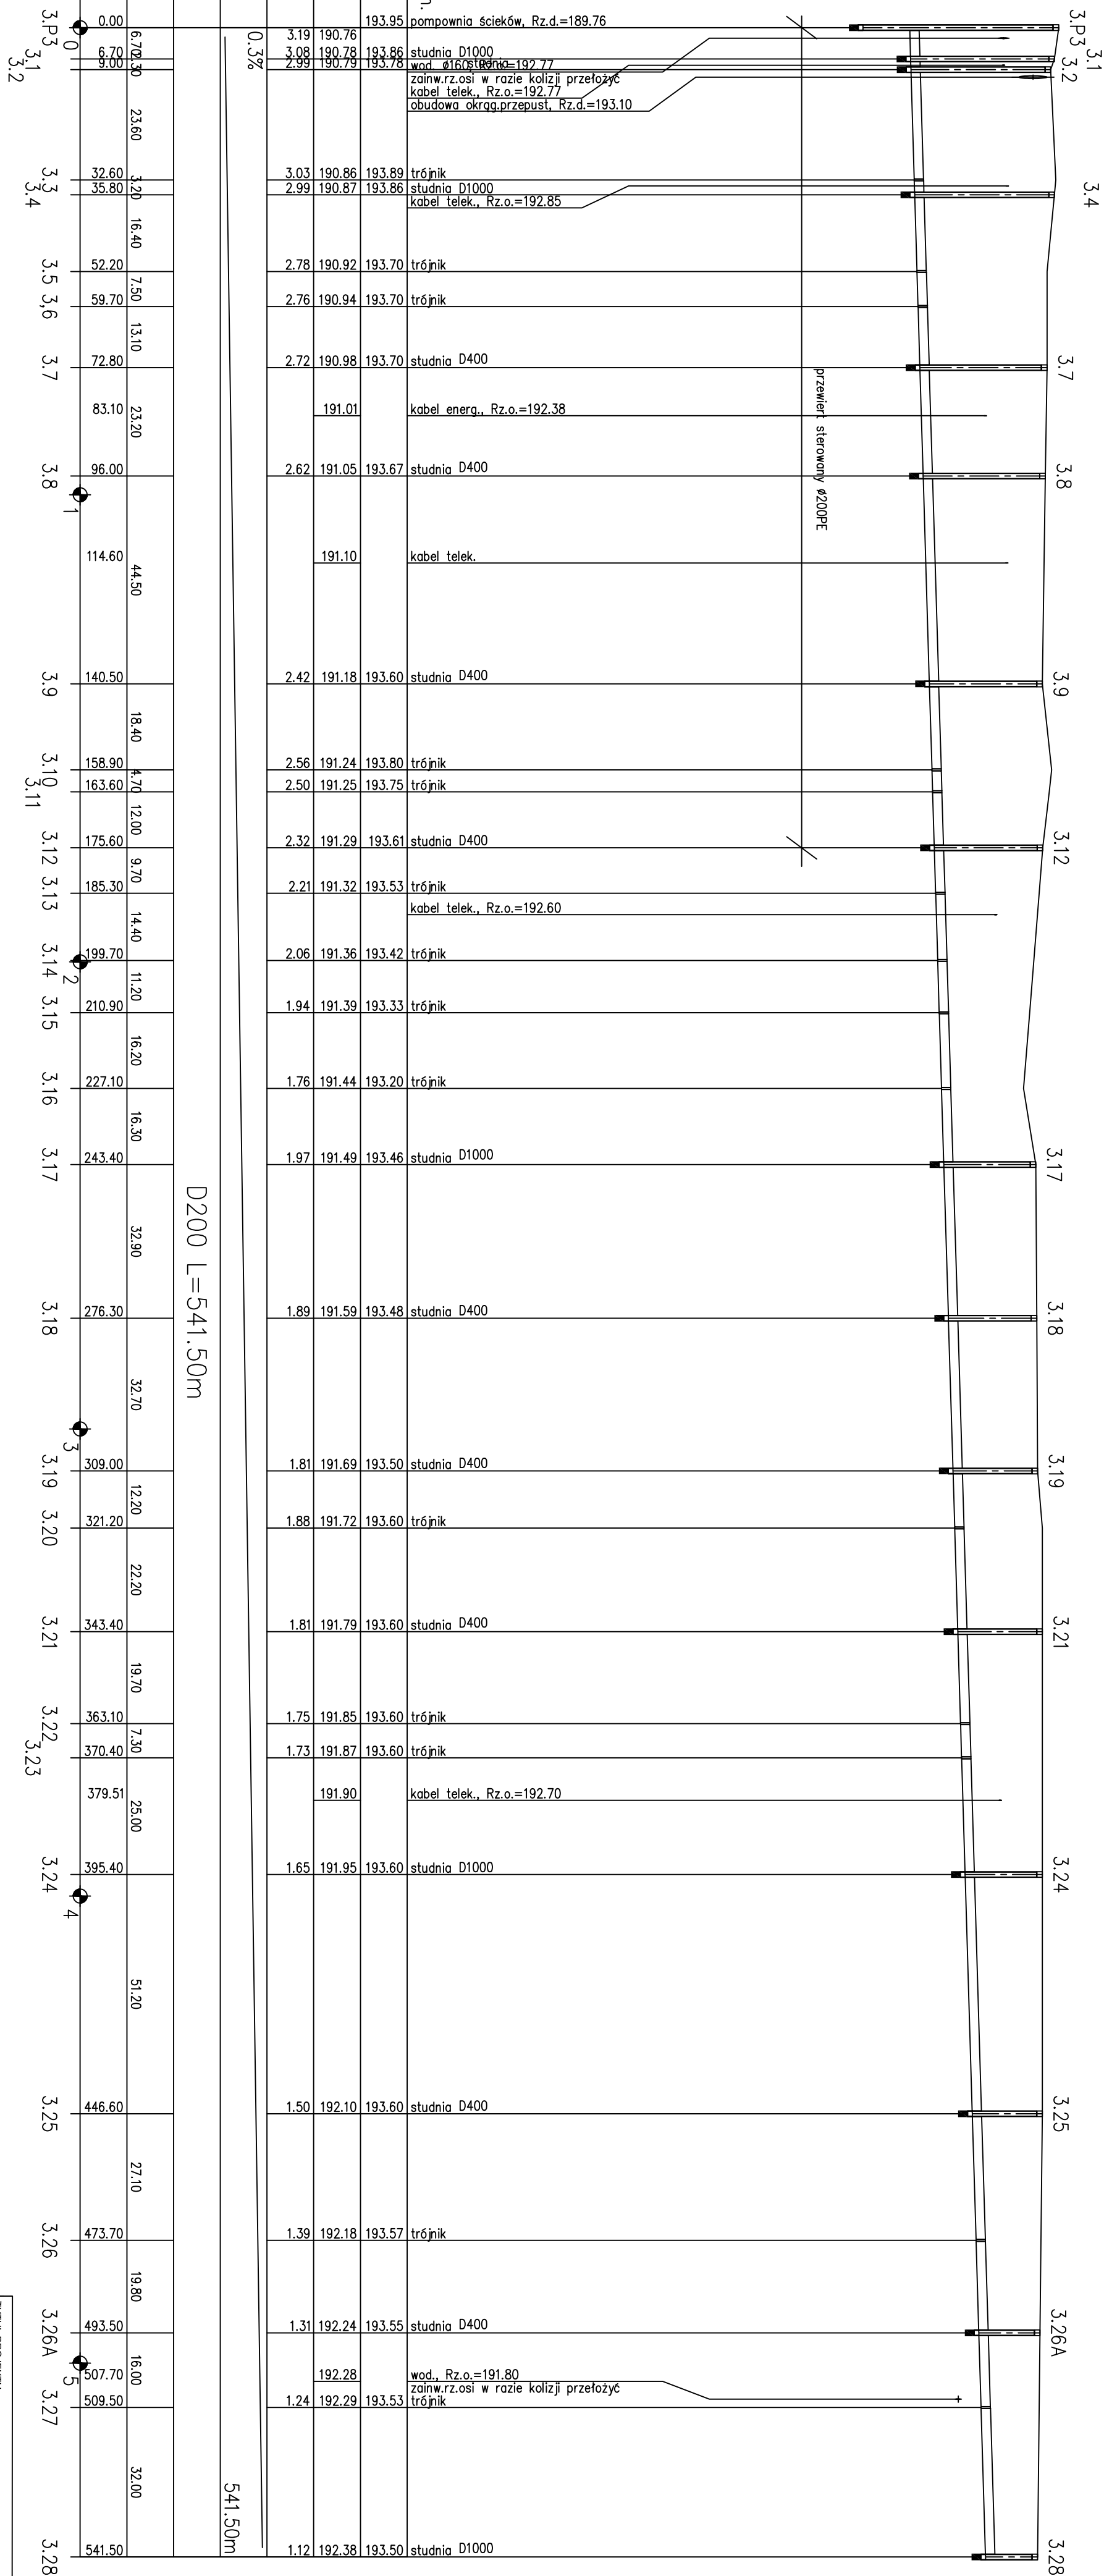 n.
3.P3
0
0.00
193.95 pompownia ścieków, Rz.d.=189.76
3.P3
6.70
3.19 190.76
3.1
6.70
3.08 190.78 193.86 studnia D1000
3.1
2.30
3.2
9.00
2.99 190.79 193.78
wod. ø160, Rz.o.=192.77
studnia
3.2
zainw.rz.osi w razie kolizji przełożyć
kabel telek., Rz.o.=192.77
obudowa okrąg.przepust, Rz.d.=193.10
0.3%
23.60
3.3
32.60
3.03 190.86 193.89 trójnik
3.20
3.4
35.80
2.99 190.87 193.86 studnia D1000
3.4
kabel telek., Rz.o.=192.85
16.40
3.5
52.20
2.78 190.92 193.70 trójnik
7.50
3,6
59.70
2.76 190.94 193.70 trójnik
13.10
3.7
72.80
2.72 190.98 193.70 studnia D400
3.7
przewiert sterowany ø200PE
83.10
23.20
191.01
kabel energ., Rz.o.=192.38
3.8
96.00
2.62 191.05 193.67 studnia D400
3.8
1
114.60
44.50
191.10
kabel telek.
3.9
140.50
2.42 191.18 193.60 studnia D400
3.9
18.40
3.10
158.90
2.56 191.24 193.80 trójnik
4.70
3.11
163.60
2.50 191.25 193.75 trójnik
12.00
3.12
175.60
2.32 191.29 193.61 studnia D400
3.12
9.70
3.13
185.30
2.21 191.32 193.53 trójnik
kabel telek., Rz.o.=192.60
14.40
3.14
199.70
2.06 191.36 193.42 trójnik
2
11.20
3.15
210.90
1.94 191.39 193.33 trójnik
16.20
3.16
227.10
1.76 191.44 193.20 trójnik
16.30
3.17
243.40
1.97 191.49 193.46 studnia D1000
3.17
D200 L=541.50m
32.90
3.18
276.30
1.89 191.59 193.48 studnia D400
3.18
32.70
3
3.19
309.00
1.81 191.69 193.50 studnia D400
3.19
12.20
3.20
321.20
1.88 191.72 193.60 trójnik
22.20
3.21
343.40
1.81 191.79 193.60 studnia D400
3.21
19.70
3.22
363.10
1.75 191.85 193.60 trójnik
7.30
3.23
370.40
1.73 191.87 193.60 trójnik
379.51
25.00
191.90
kabel telek., Rz.o.=192.70
3.24
395.40
1.65 191.95 193.60 studnia D1000
3.24
4
51.20
3.25
446.60
1.50 192.10 193.60 studnia D400
3.25
27.10
3.26
473.70
1.39 192.18 193.57 trójnik
19.80
3.26A
493.50
1.31 192.24 193.55 studnia D400
3.26A
5
507.70
16.00
192.28
wod., Rz.o.=191.80
zainw.rz.osi w razie kolizji przełożyć
3.27
509.50
1.24 192.29 193.53 trójnik
32.00
541.50m
3.28
541.50
1.12 192.38 193.50 studnia D1000
3.28